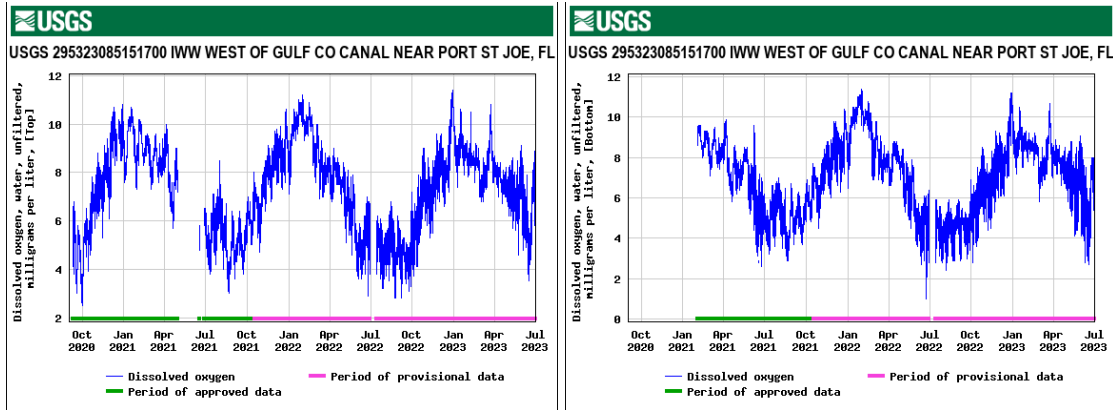 USGS
USGS 295323085151700 IWW WEST OF GULF CO CANAL NEAR PORT ST JOE, FL
Dissolved oxygen, water, unfiltered,
milligrams per liter, [Top]
12
10
8
6
4
2
Oct Jan Apr Jul Oct Jan Apr Jul Oct Jan Apr Jul
2020 2021 2021 2021 2021 2022 2022 2022 2022 2023 2023 2023
Dissolved oxygen Period of provisional data
Period of approved data
USGS
USGS 295323085151700 IWW WEST OF GULF CO CANAL NEAR PORT ST JOE, FL
Dissolved oxygen, water, unfiltered,
milligrams per liter, [Bottom]
12
10
8
6
4
2
0
Oct Jan Apr Jul Oct Jan Apr Jul Oct Jan Apr Jul
2020 2021 2021 2021 2021 2022 2022 2022 2022 2023 2023 2023
Dissolved oxygen Period of provisional data
Period of approved data